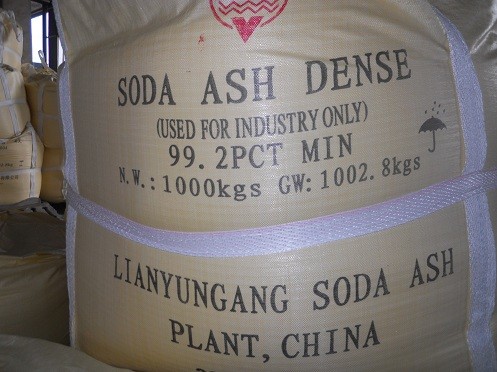 SODA ASH DENSE
(USED FOR INDUSTRY ONLY)
99.2PCT MIN
N.W.:1000kgs GW:1002.8kgs
LIANYUNGANG SODA ASH
PLANT, CHINA